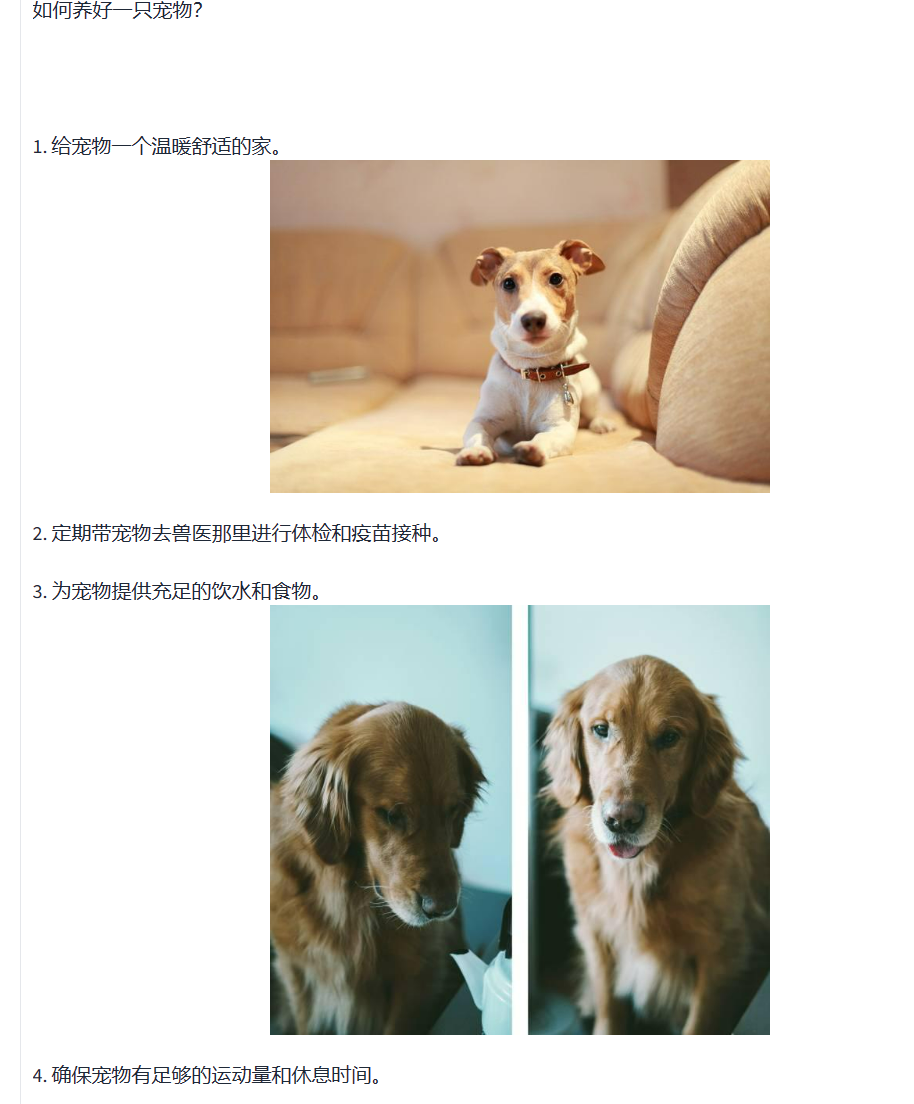 如何养好一只宠物？
1. 给宠物一个温暖舒适的家。
2. 定期带宠物去兽医那里进行体检和疫苗接种。
3. 为宠物提供充足的饮水和食物。
4. 确保宠物有足够的运动量和休息时间。